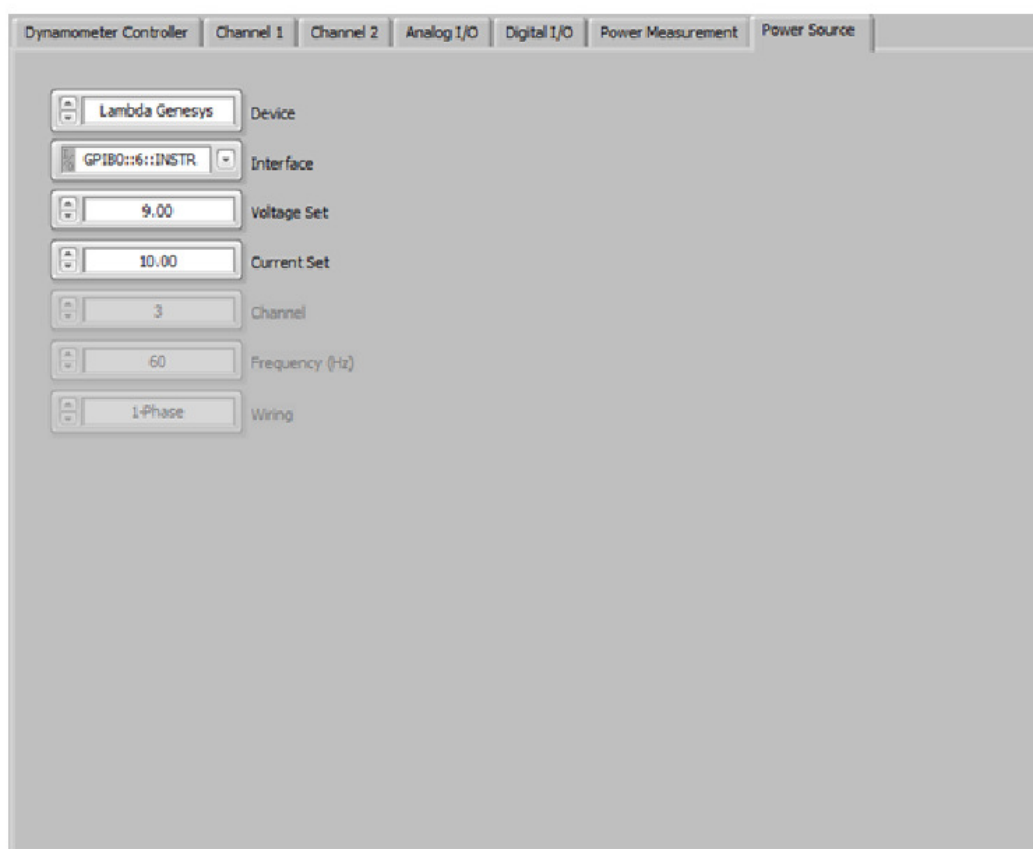 Dynamometer Controller Channel 1 Channel 2 Analog I/O Digital I/O Power Measurement Power Source
Lambda Genesys Device
GPIB0::6::INSTR Interface
9.00 Voltage Set
10.00 Current Set
3 Channel
60 Frequency (Hz)
1-Phase Wiring